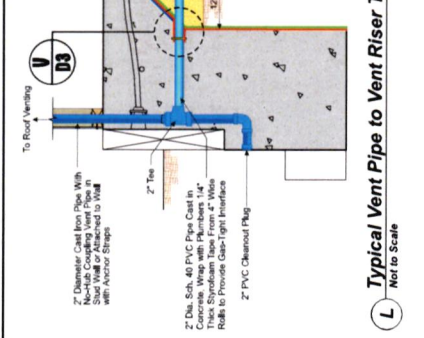 To Roof Venting
V
D3
12
2" Diameter Cast Iron Pipe With
No-Hub Coupling Vent Pipe in
Stud Wall or Attached to Wall
with Anchor Straps
2" Tee
2" Dia. Sch. 40 PVC Pipe Cast in
Concrete, Wrap with Plumbers 1/4"
Thick Styrofoam Tape From 4" Wide
Rolls to Provide Gas-Tight Interface
2" PVC Cleanout Plug
L
Typical Vent Pipe to Vent Riser
Not to Scale